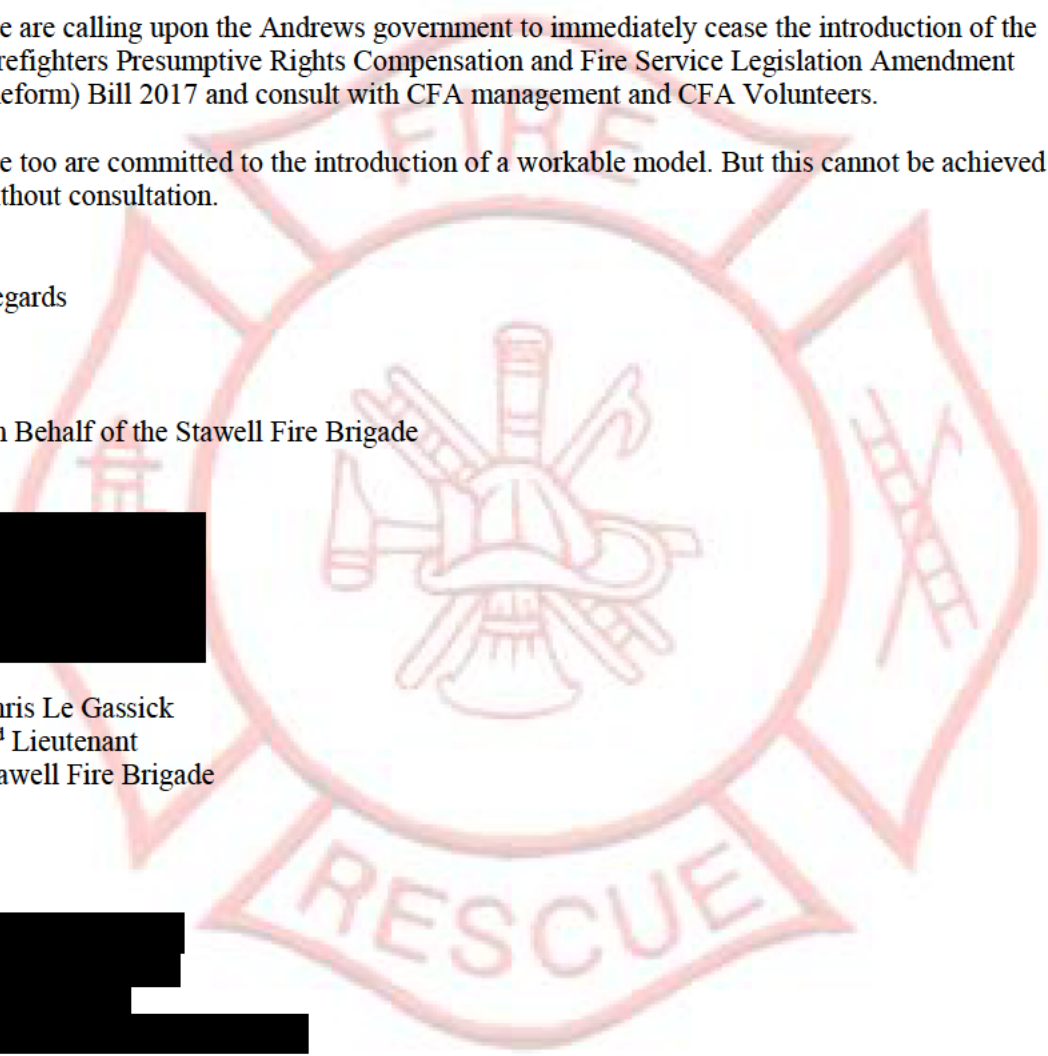 FIRE
e are calling upon the Andrews government to immediately cease the introduction of the
refighters Presumptive Rights Compensation and Fire Service Legislation Amendment
eform) Bill 2017 and consult with CFA management and CFA Volunteers.
e too are committed to the introduction of a workable model. But this cannot be achieved
thout consultation.
egards
n Behalf of the Stawell Fire Brigade
hris Le Gassick
d Lieutenant
awell Fire Brigade
RESCUE